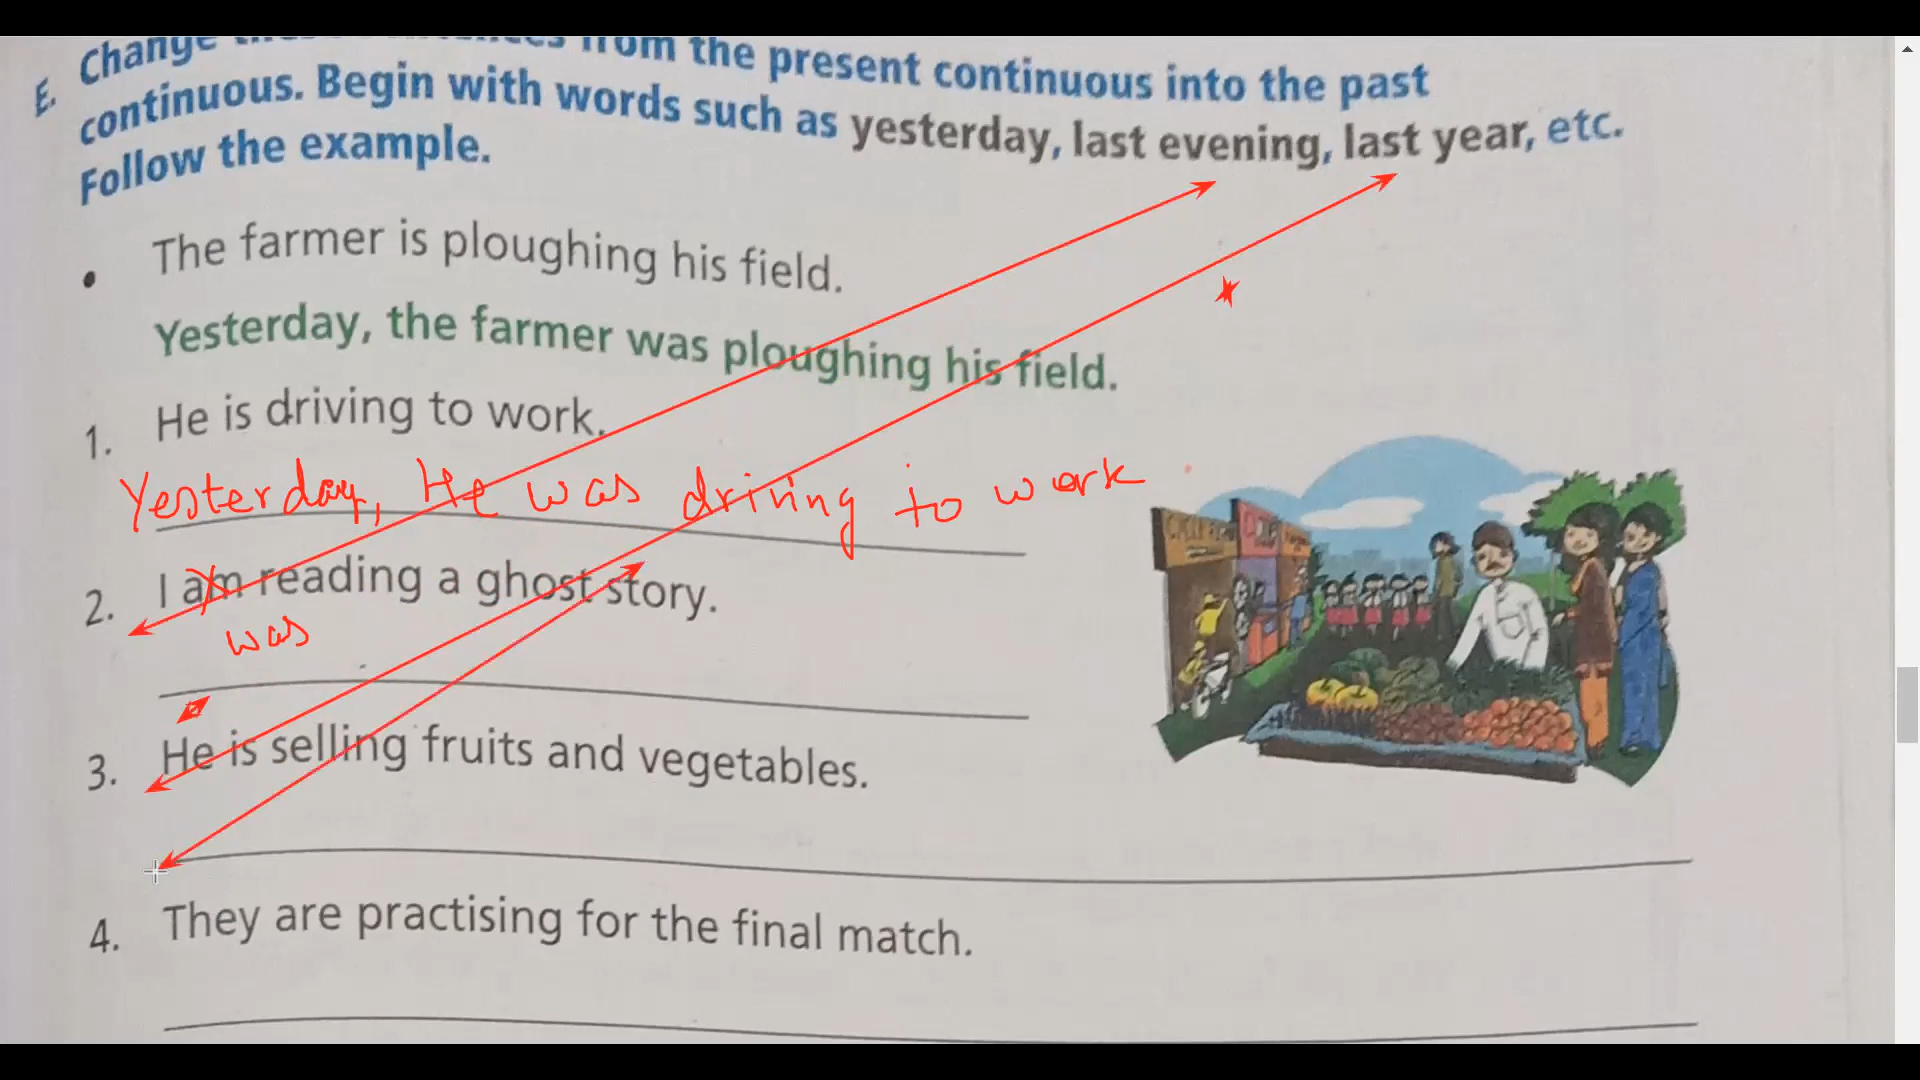 E. Change these sentences from the present continuous into the past
continuous. Begin with words such as yesterday, last evening, last year, etc.
Follow the example.
• The farmer is ploughing his field.
Yesterday, the farmer was ploughing his field.
1. He is driving to work.
Yesterday, He was driving to work.
2. I am reading a ghost story.
was
3. He is selling fruits and vegetables.
4. They are practising for the final match.